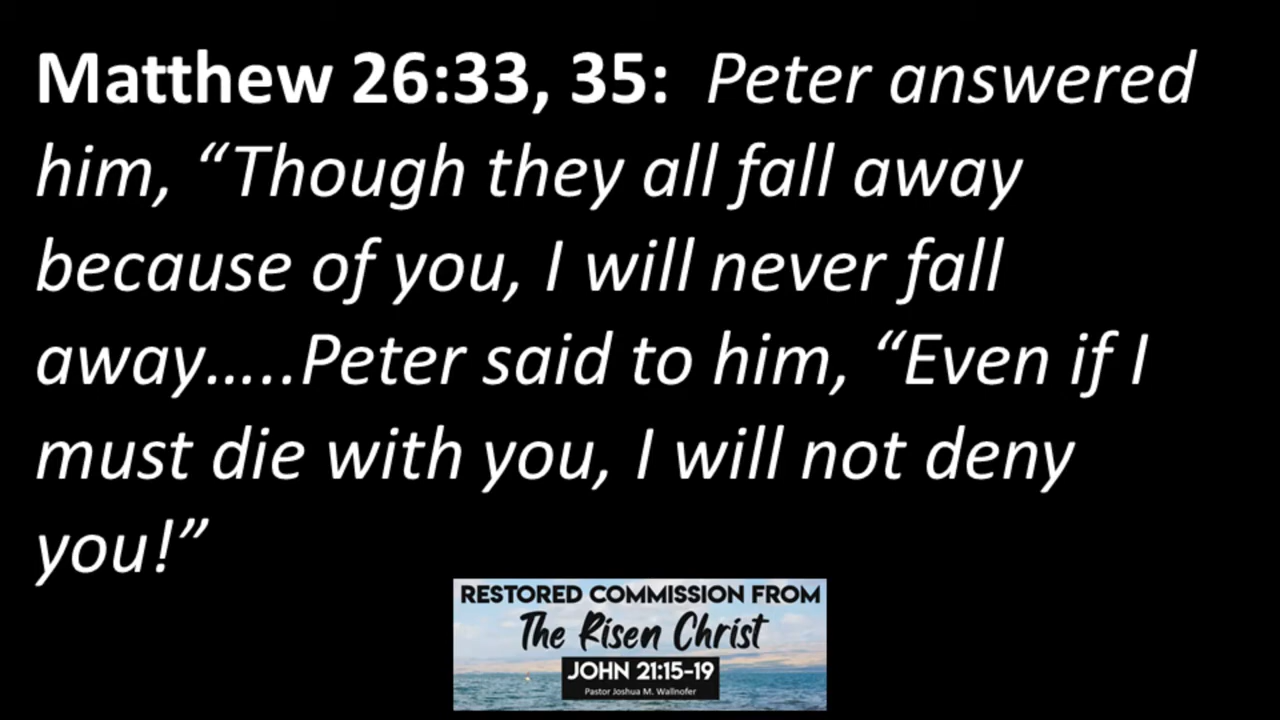 Matthew 26:33, 35:  Peter answered
him, “Though they all fall away
because of you, I will never fall
away.....Peter said to him, “Even if I
must die with you, I will not deny
you!”
RESTORED COMMISSION FROM
The Risen Christ
JOHN 21:15-19
Pastor Joshua M. Wallnofer